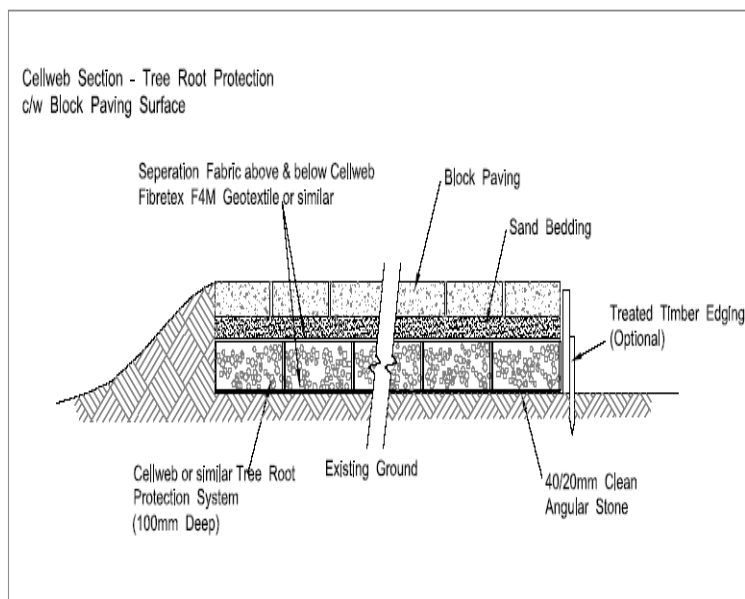 Cellweb Section - Tree Root Protection
c/w Block Paving Surface
Seperation Fabric above & below Cellweb
Fibretex F4M Geotextile or similar
Block Paving
Sand Bedding
Treated Timber Edging
(Optional)
Cellweb or similar Tree Root
Protection System
(100mm Deep)
Existing Ground
40/20mm Clean
Angular Stone